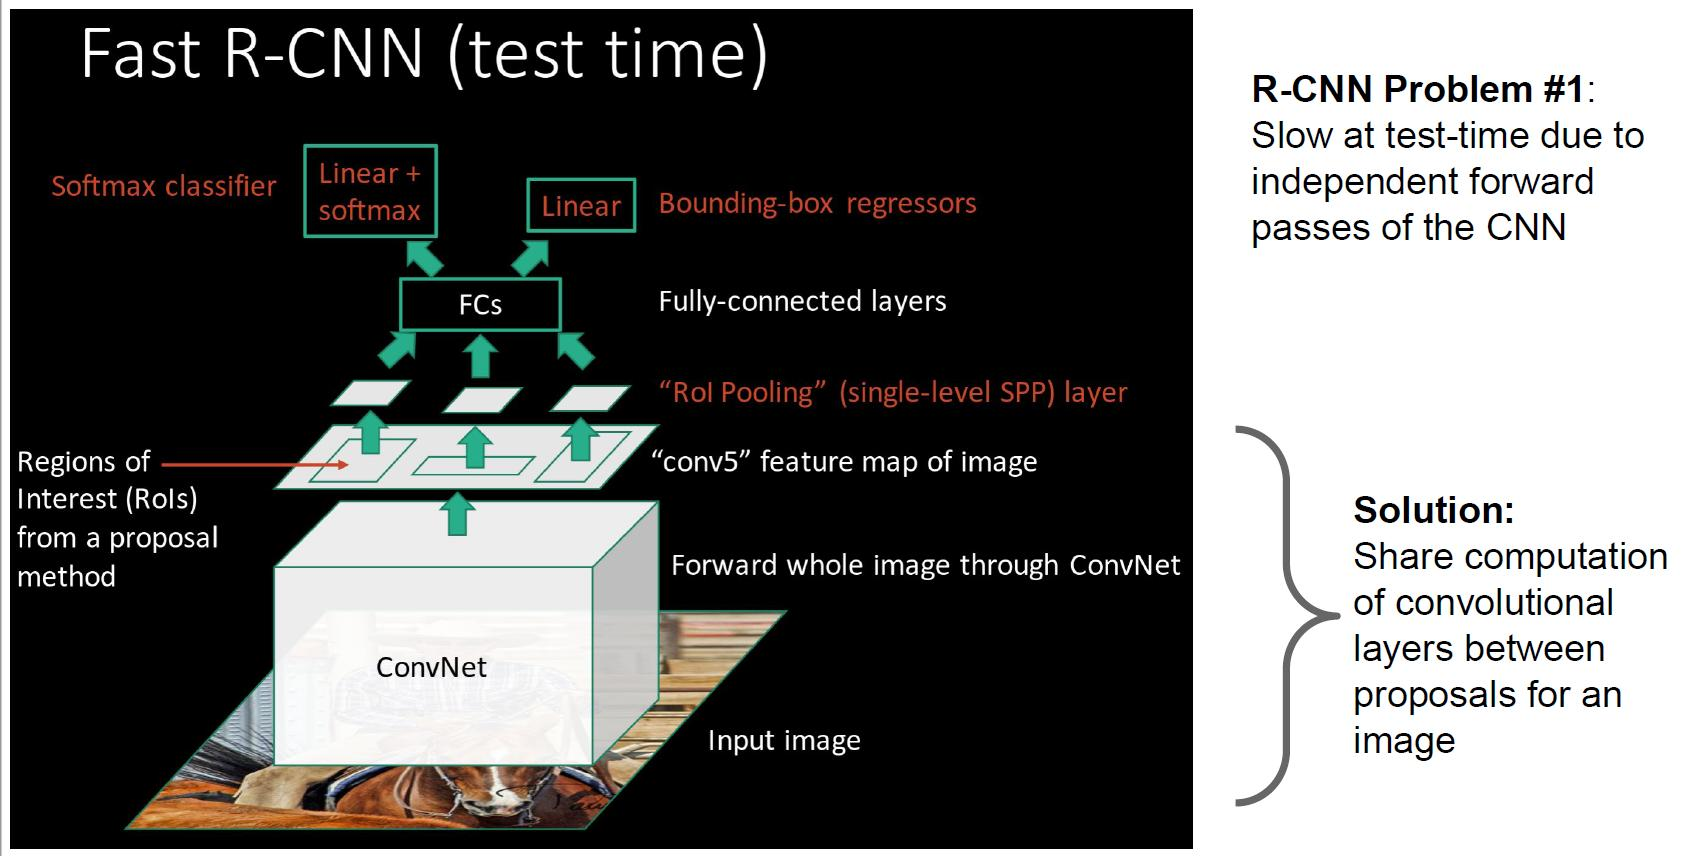 Fast R-CNN (test time)
Softmax classifier
Linear +
softmax
Linear
Bounding-box regressors
FCs
Fully-connected layers
“RoI Pooling” (single-level SPP) layer
Regions of
Interest (RoIs)
from a proposal
method
“conv5” feature map of image
Forward whole image through ConvNet
ConvNet
Input image
R-CNN Problem #1:
Slow at test-time due to
independent forward
passes of the CNN
Solution:
Share computation
of convolutional
layers between
proposals for an
image